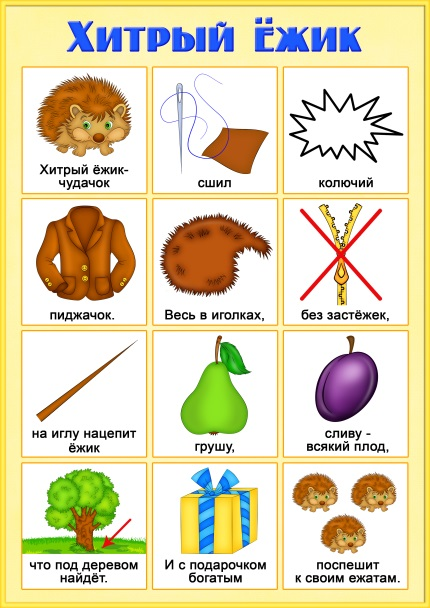 Хитрый ёжик
Хитрый ёжик-
чудачок
сшил
колючий
пиджачок.
Весь в иголках,
без застёжек,
на иглу нацепит
ёжик
грушу,
сливу -
всякий плод,
что под деревом
найдёт.
И с подарочком
богатым
поспешит
к своим ежатам.